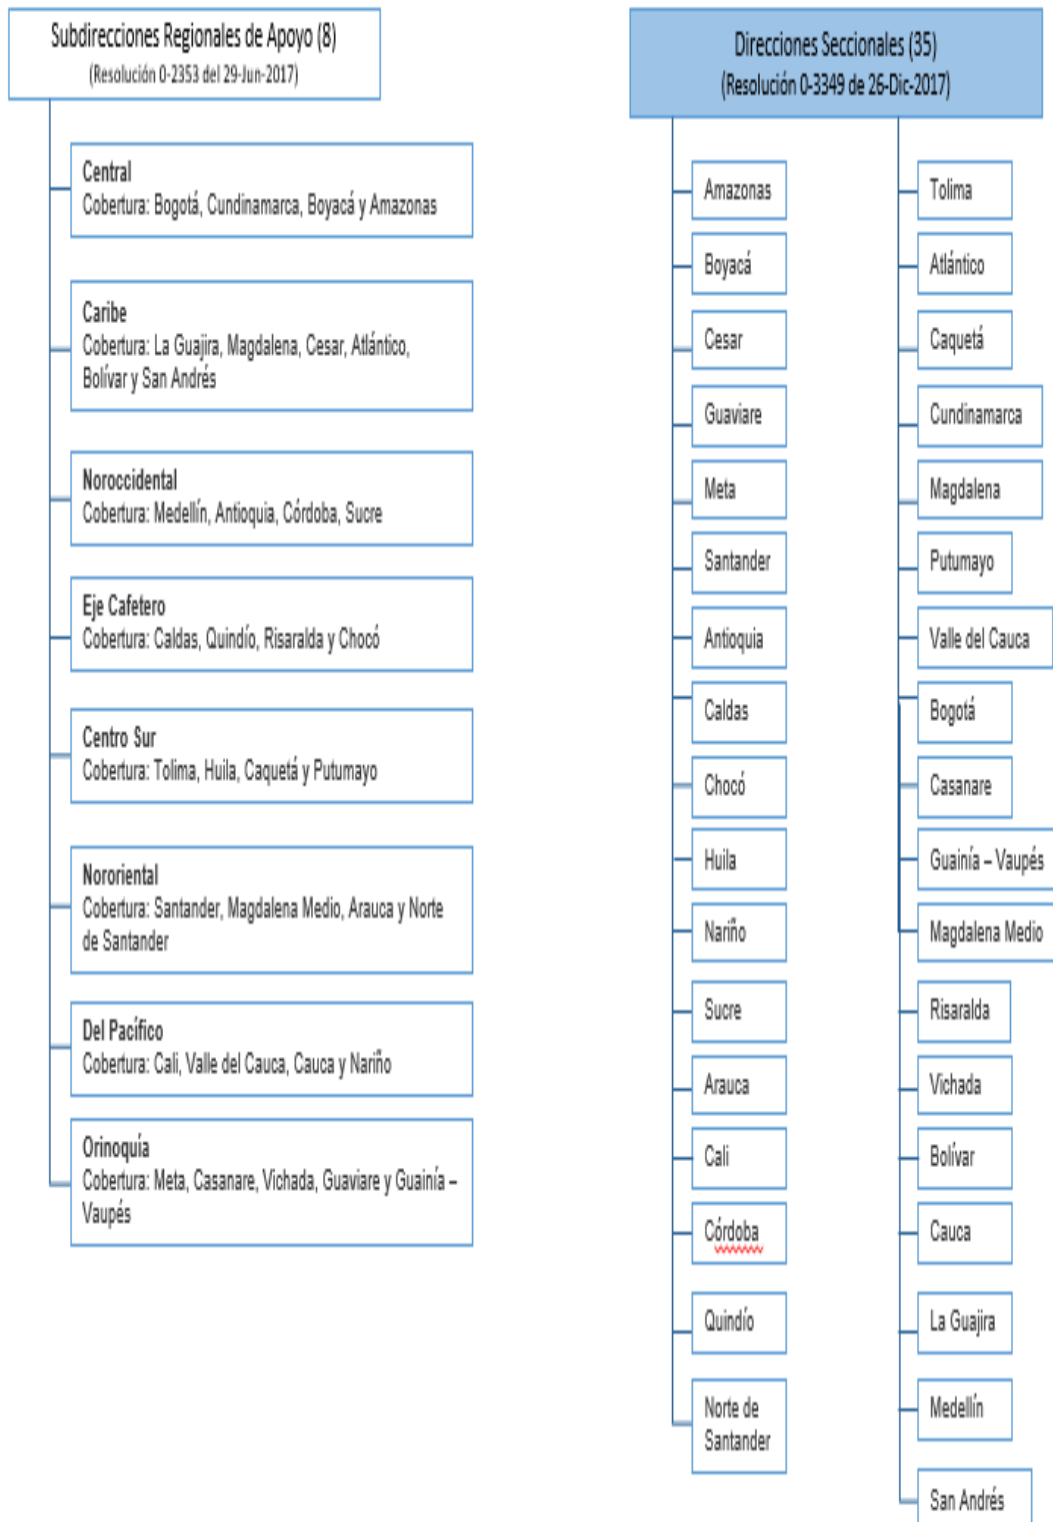 Subdirecciones Regionales de Apoyo (8)
(Resolución 0-2353 del 29-Jun-2017)
Central
Cobertura: Bogotá, Cundinamarca, Boyacá y Amazonas
Caribe
Cobertura: La Guajira, Magdalena, Cesar, Atlántico,
Bolívar y San Andrés
Noroccidental
Cobertura: Medellín, Antioquia, Córdoba, Sucre
Eje Cafetero
Cobertura: Caldas, Quindío, Risaralda y Chocó
Centro Sur
Cobertura: Tolima, Huila, Caquetá y Putumayo
Nororiental
Cobertura: Santander, Magdalena Medio, Arauca y Norte
de Santander
Del Pacífico
Cobertura: Cali, Valle del Cauca, Cauca y Nariño
Orinoquía
Cobertura: Meta, Casanare, Vichada, Guaviare y Guainía –
Vaupés
Direcciones Seccionales (35)
(Resolución 0-3349 de 26-Dic-2017)
Amazonas
Boyacá
Cesar
Guaviare
Meta
Santander
Antioquia
Caldas
Chocó
Huila
Nariño
Sucre
Arauca
Cali
Córdoba
Quindío
Norte de
Santander
Tolima
Atlántico
Caquetá
Cundinamarca
Magdalena
Putumayo
Valle del Cauca
Bogotá
Casanare
Guainía – Vaupés
Magdalena Medio
Risaralda
Vichada
Bolívar
Cauca
La Guajira
Medellín
San Andrés